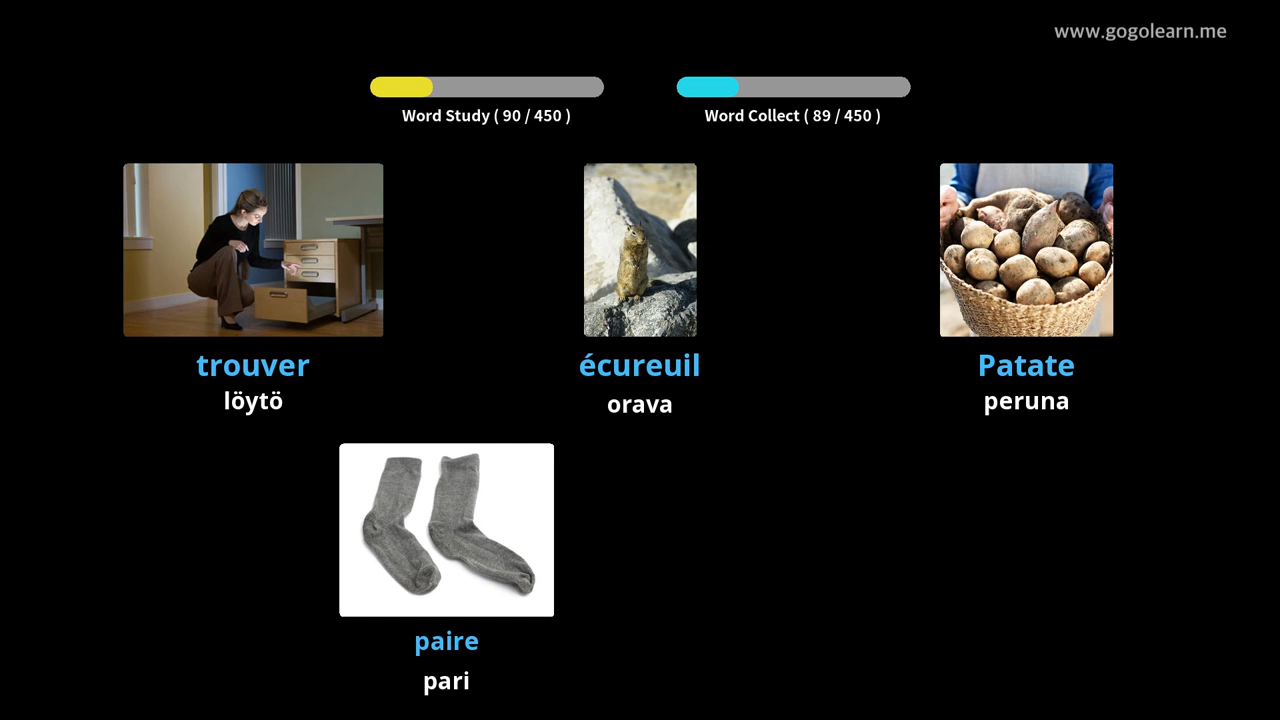 www.gogolearn.me
Word Study ( 90 / 450 )
Word Collect ( 89 / 450 )
trouver
löytö
écureuil
orava
Patate
peruna
paire
pari